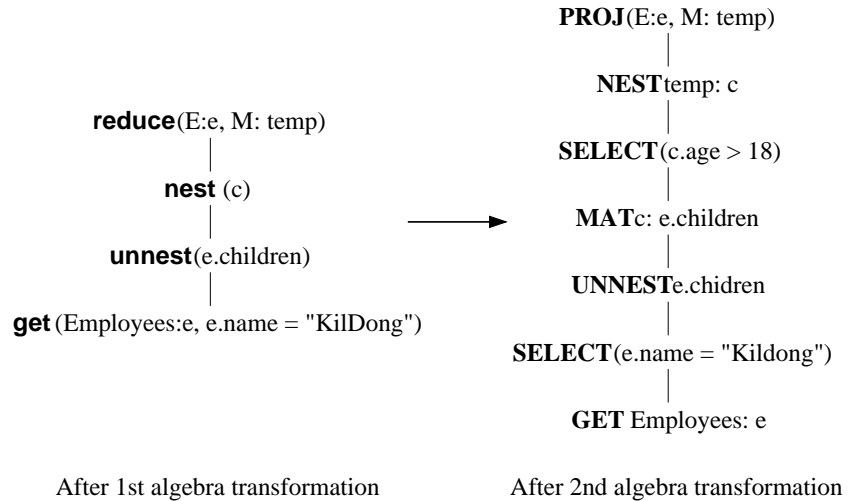 reduce(E:e, M: temp)
nest (c)
unnest(e.children)
get (Employees:e, e.name = "KilDong")
After 1st algebra transformation
PROJ(E:e, M: temp)
NESTtemp: c
SELECT(c.age > 18)
MATc: e.children
UNNESTe.chidren
SELECT(e.name = "Kildong")
GET Employees: e
After 2nd algebra transformation